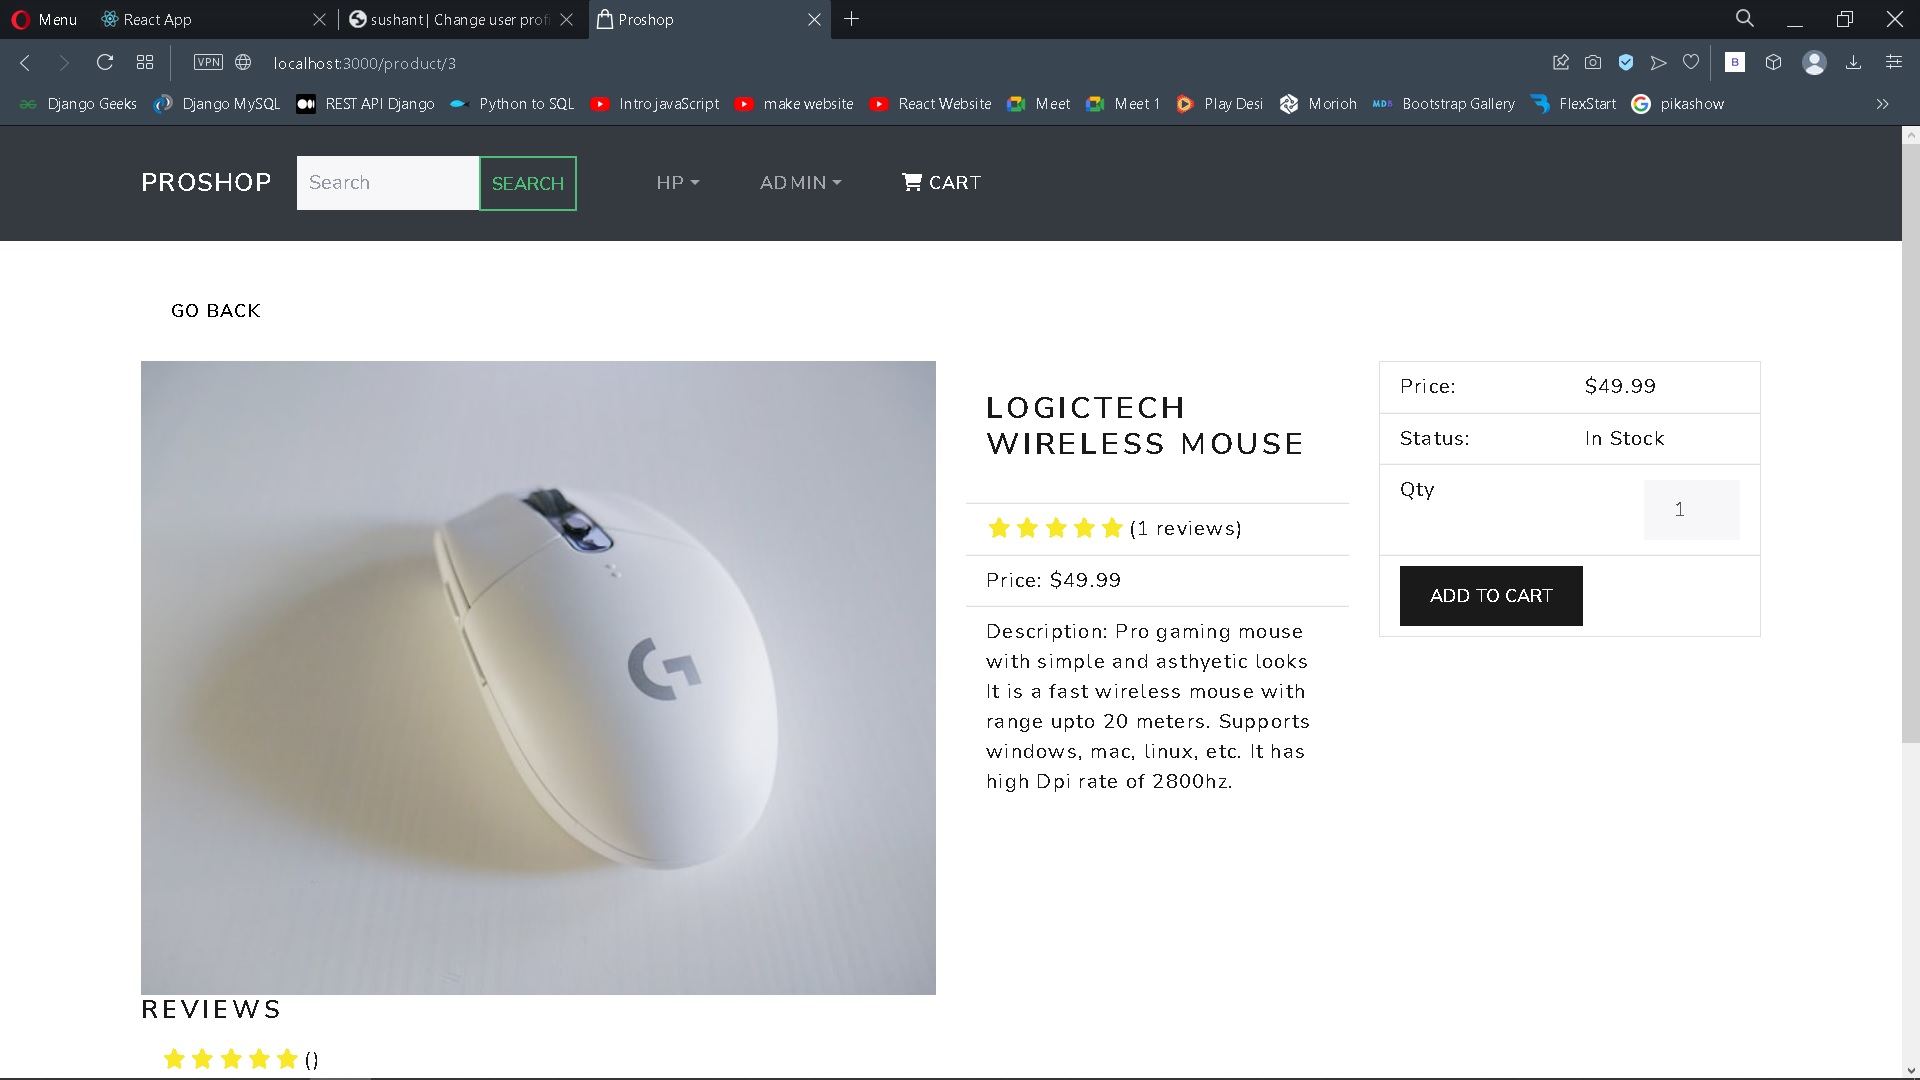 Menu
React App
sushant | Change user profi
Proshop
VPN
localhost:3000/product/3
Django Geeks
Django MySQL
REST API Django
Python to SQL
Intro javaScript
make website
React Website
Meet
Meet 1
Play Desi
Morioh
MDB
Bootstrap Gallery
FlexStart
pikashow
B
PROSHOP
Search
SEARCH
HP
ADMIN
CART
GO BACK
LOGICTECH
WIRELESS MOUSE
(1 reviews)
Price: $49.99
Description: Pro gaming mouse
with simple and asthyetic looks
It is a fast wireless mouse with
range upto 20 meters. Supports
windows, mac, linux, etc. It has
high Dpi rate of 2800hz.
Price: $49.99
Status: In Stock
Qty 1
ADD TO CART
G
REVIEWS
()